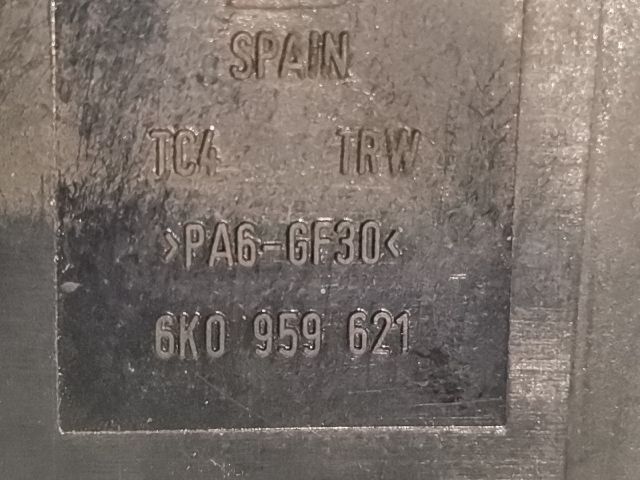 SPAIN
TC4 TRW
>PA6-GF30<
6K0 959 621